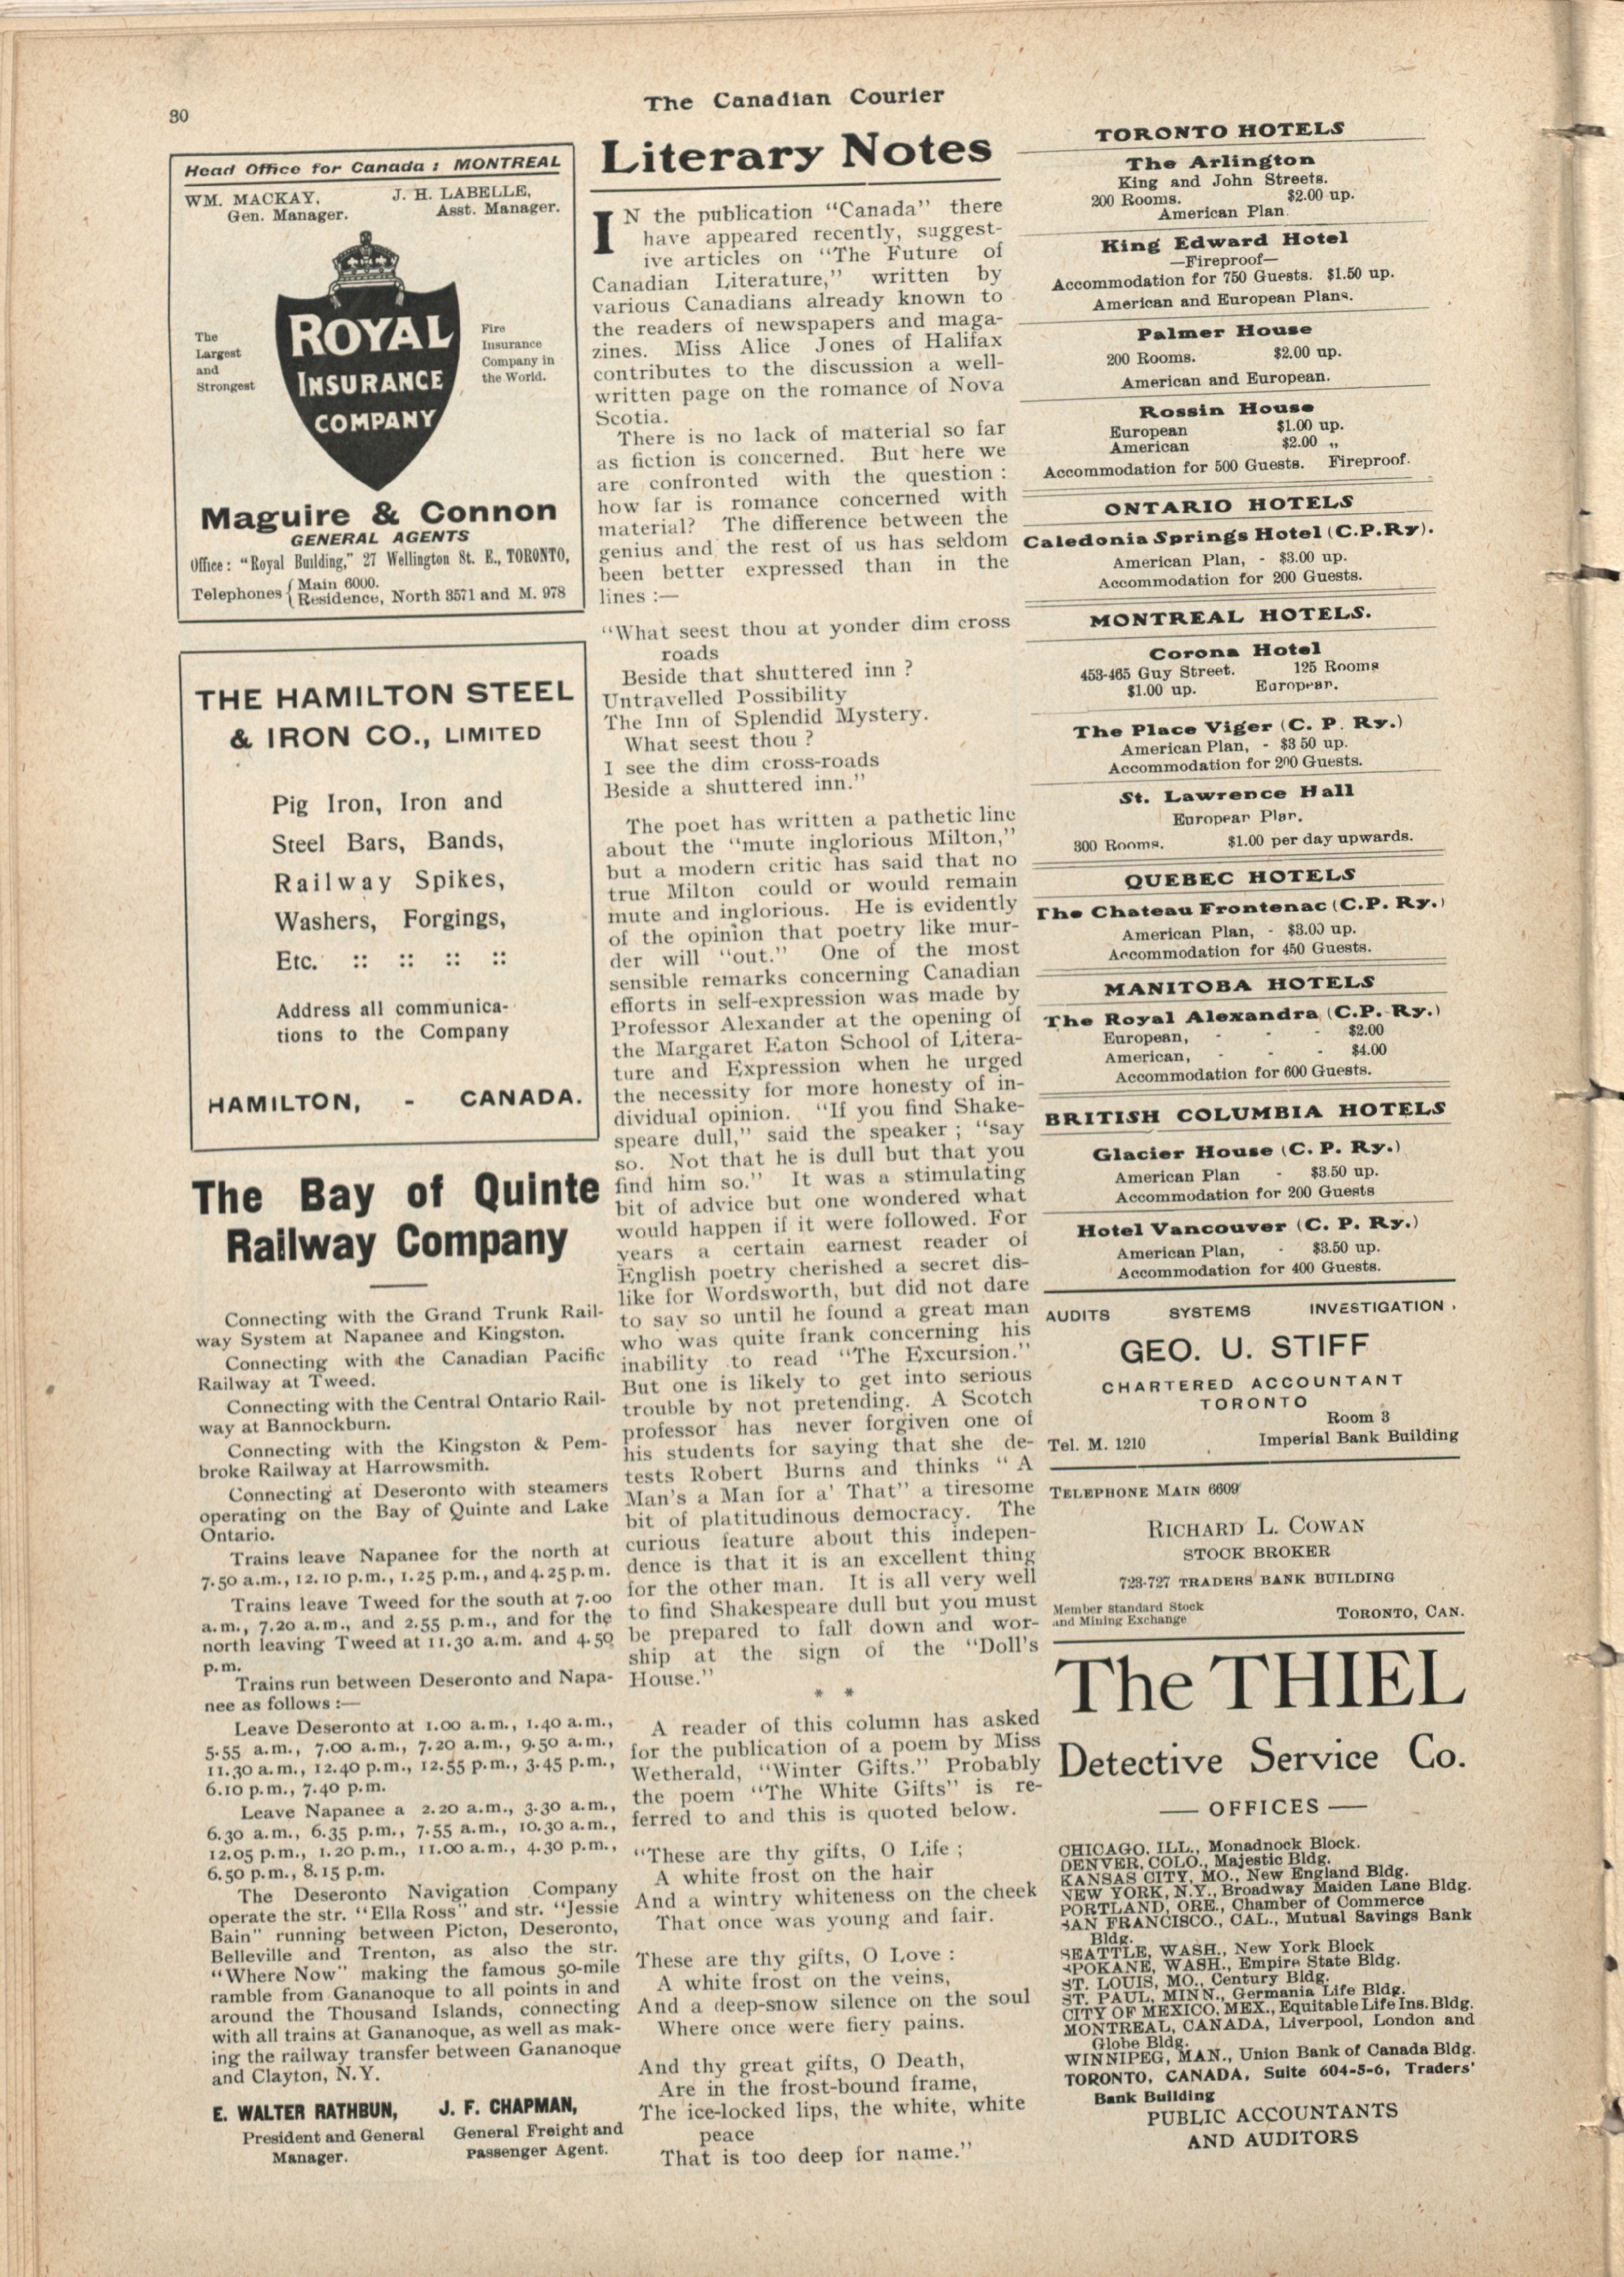 30
The Canadian Courier
Head Office for Canada : MONTREAL
WM. MACKAY,
Gen. Manager.
J. H. LABELLE,
Asst. Manager.
The
Largest
and
Strongest
ROYAL
INSURANCE
COMPANY
Fire
Insurance
Company in
the World.
Maguire & Connon
GENERAL AGENTS
Office : "Royal Building," 27 Wellington St. E., TORONTO,
Telephones { Main 6000.
Residence, North 3571 and M. 978
THE HAMILTON STEEL
& IRON CO., LIMITED
Pig Iron, Iron and
Steel Bars, Bands,
Railway Spikes,
Washers, Forgings,
Etc. :: :: :: ::
Address all communica-
tions to the Company
HAMILTON, - CANADA.
The Bay of Quinte
Railway Company
Connecting with the Grand Trunk Rail-
way System at Napanee and Kingston.
Connecting with the Canadian Pacific
Railway at Tweed.
Connecting with the Central Ontario Rail-
way at Bannockburn.
Connecting with the Kingston & Pem-
broke Railway at Harrowsmith.
Connecting at Deseronto with steamers
operating on the Bay of Quinte and Lake
Ontario.
Trains leave Napanee for the north at
7.50 a.m., 12.10 p.m., 1.25 p.m., and 4.25 p.m.
Trains leave Tweed for the south at 7.00
a.m., 7.20 a.m., and 2.55 p.m., and for the
north leaving Tweed at 11.30 a.m. and 4.50
p.m.
Trains run between Deseronto and Napa-
nee as follows :—
Leave Deseronto at 1.00 a.m., 1.40 a.m.,
5.55 a.m., 7.00 a.m., 7.20 a.m., 9.50 a.m.,
11.30 a.m., 12.40 p.m., 12.55 p.m., 3.45 p.m.,
6.10 p.m., 7.40 p.m.
Leave Napanee a 2.20 a.m., 3.30 a.m.,
6.30 a.m., 6.35 p.m., 7.55 a.m., 10.30 a.m.,
12.05 p.m., 1.20 p.m., 11.00 a.m., 4.30 p.m.,
6.50 p.m., 8.15 p.m.
The Deseronto Navigation Company
operate the str. "Ella Ross" and str. "Jessie
Bain" running between Picton, Deseronto,
Belleville and Trenton, as also the str.
"Where Now" making the famous 50-mile
ramble from Gananoque to all points in and
around the Thousand Islands, connecting
with all trains at Gananoque, as well as mak-
ing the railway transfer between Gananoque
and Clayton, N.Y.
E. WALTER RATHBUN,
President and General
Manager.
J. F. CHAPMAN,
General Freight and
Passenger Agent.
Literary Notes
IN the publication "Canada" there
have appeared recently, suggest-
ive articles on "The Future of
Canadian Literature," written by
various Canadians already known to
the readers of newspapers and maga-
zines. Miss Alice Jones of Halifax
contributes to the discussion a well-
written page on the romance of Nova
Scotia.
There is no lack of material so far
as fiction is concerned. But here we
are confronted with the question :
how far is romance concerned with
material? The difference between the
genius and the rest of us has seldom
been better expressed than in the
lines :—
"What seest thou at yonder dim cross
roads
Beside that shuttered inn ?
Untravelled Possibility
The Inn of Splendid Mystery.
What seest thou ?
I see the dim cross-roads
Beside a shuttered inn."
The poet has written a pathetic line
about the "mute inglorious Milton,"
but a modern critic has said that no
true Milton could or would remain
mute and inglorious. He is evidently
of the opinion that poetry like mur-
der will "out." One of the most
sensible remarks concerning Canadian
efforts in self-expression was made by
Professor Alexander at the opening of
the Margaret Eaton School of Litera-
ture and Expression when he urged
the necessity for more honesty of in-
dividual opinion. "If you find Shake-
speare dull," said the speaker ; "say
so. Not that he is dull but that you
find him so." It was a stimulating
bit of advice but one wondered what
would happen if it were followed. For
years a certain earnest reader of
English poetry cherished a secret dis-
like for Wordsworth, but did not dare
to say so until he found a great man
who was quite frank concerning his
inability to read "The Excursion."
But one is likely to get into serious
trouble by not pretending. A Scotch
professor has never forgiven one of
his students for saying that she de-
tests Robert Burns and thinks "A
Man's a Man for a' That" a tiresome
bit of platitudinous democracy. The
curious feature about this indepen-
dence is that it is an excellent thing
for the other man. It is all very well
to find Shakespeare dull but you must
be prepared to fall down and wor-
ship at the sign of the "Doll's
House."
* *
A reader of this column has asked
for the publication of a poem by Miss
Wetherald, "Winter Gifts." Probably
the poem "The White Gifts" is re-
ferred to and this is quoted below.
"These are thy gifts, O Life ;
A white frost on the hair
And a wintry whiteness on the cheek
That once was young and fair.
These are thy gifts, O Love :
A white frost on the veins,
And a deep-snow silence on the soul
Where once were fiery pains.
And thy great gifts, O Death,
Are in the frost-bound frame,
The ice-locked lips, the white, white
peace
That is too deep for name."
TORONTO HOTELS
The Arlington
King and John Streets.
200 Rooms. $2.00 up.
American Plan.
King Edward Hotel
—Fireproof—
Accommodation for 750 Guests. $1.50 up.
American and European Plans.
Palmer House
200 Rooms. $2.00 up.
American and European.
Rossin House
European $1.00 up.
American $2.00 „
Accommodation for 500 Guests. Fireproof.
ONTARIO HOTELS
Caledonia Springs Hotel (C.P.Ry).
American Plan, - $3.00 up.
Accommodation for 200 Guests.
MONTREAL HOTELS.
Corona Hotel
453-465 Guy Street. 125 Rooms
$1.00 up. European.
The Place Viger (C. P. Ry.)
American Plan, - $3 50 up.
Accommodation for 200 Guests.
St. Lawrence Hall
European Plan.
300 Rooms. $1.00 per day upwards.
QUEBEC HOTELS
The Chateau Frontenac (C.P. Ry.)
American Plan, - $3.00 up.
Accommodation for 450 Guests.
MANITOBA HOTELS
The Royal Alexandra (C.P. Ry.)
European, - - - $2.00
American, - - - $4.00
Accommodation for 600 Guests.
BRITISH COLUMBIA HOTELS
Glacier House (C. P. Ry.)
American Plan - $3.50 up.
Accommodation for 200 Guests
Hotel Vancouver (C. P. Ry.)
American Plan, - $3.50 up.
Accommodation for 400 Guests.
AUDITS SYSTEMS INVESTIGATION.
GEO. U. STIFF
CHARTERED ACCOUNTANT
TORONTO
Room 3
Tel. M. 1210 Imperial Bank Building
TELEPHONE MAIN 6609
RICHARD L. COWAN
STOCK BROKER
723-727 TRADERS BANK BUILDING
Member Standard Stock
and Mining Exchange
TORONTO, CAN.
The THIEL
Detective Service Co.
— OFFICES —
CHICAGO, ILL., Monadnock Block.
DENVER, COLO., Majestic Bldg.
KANSAS CITY, MO., New England Bldg.
NEW YORK, N.Y., Broadway Maiden Lane Bldg.
PORTLAND, ORE., Chamber of Commerce
SAN FRANCISCO., CAL., Mutual Savings Bank
Bldg.
SEATTLE, WASH., New York Block
SPOKANE, WASH., Empire State Bldg.
ST. LOUIS, MO., Century Bldg.
ST. PAUL, MINN., Germania Life Bldg.
CITY OF MEXICO, MEX., Equitable Life Ins. Bldg.
MONTREAL, CANADA, Liverpool, London and
Globe Bldg.
WINNIPEG, MAN., Union Bank of Canada Bldg.
TORONTO, CANADA, Suite 604-5-6, Traders'
Bank Building
PUBLIC ACCOUNTANTS
AND AUDITORS